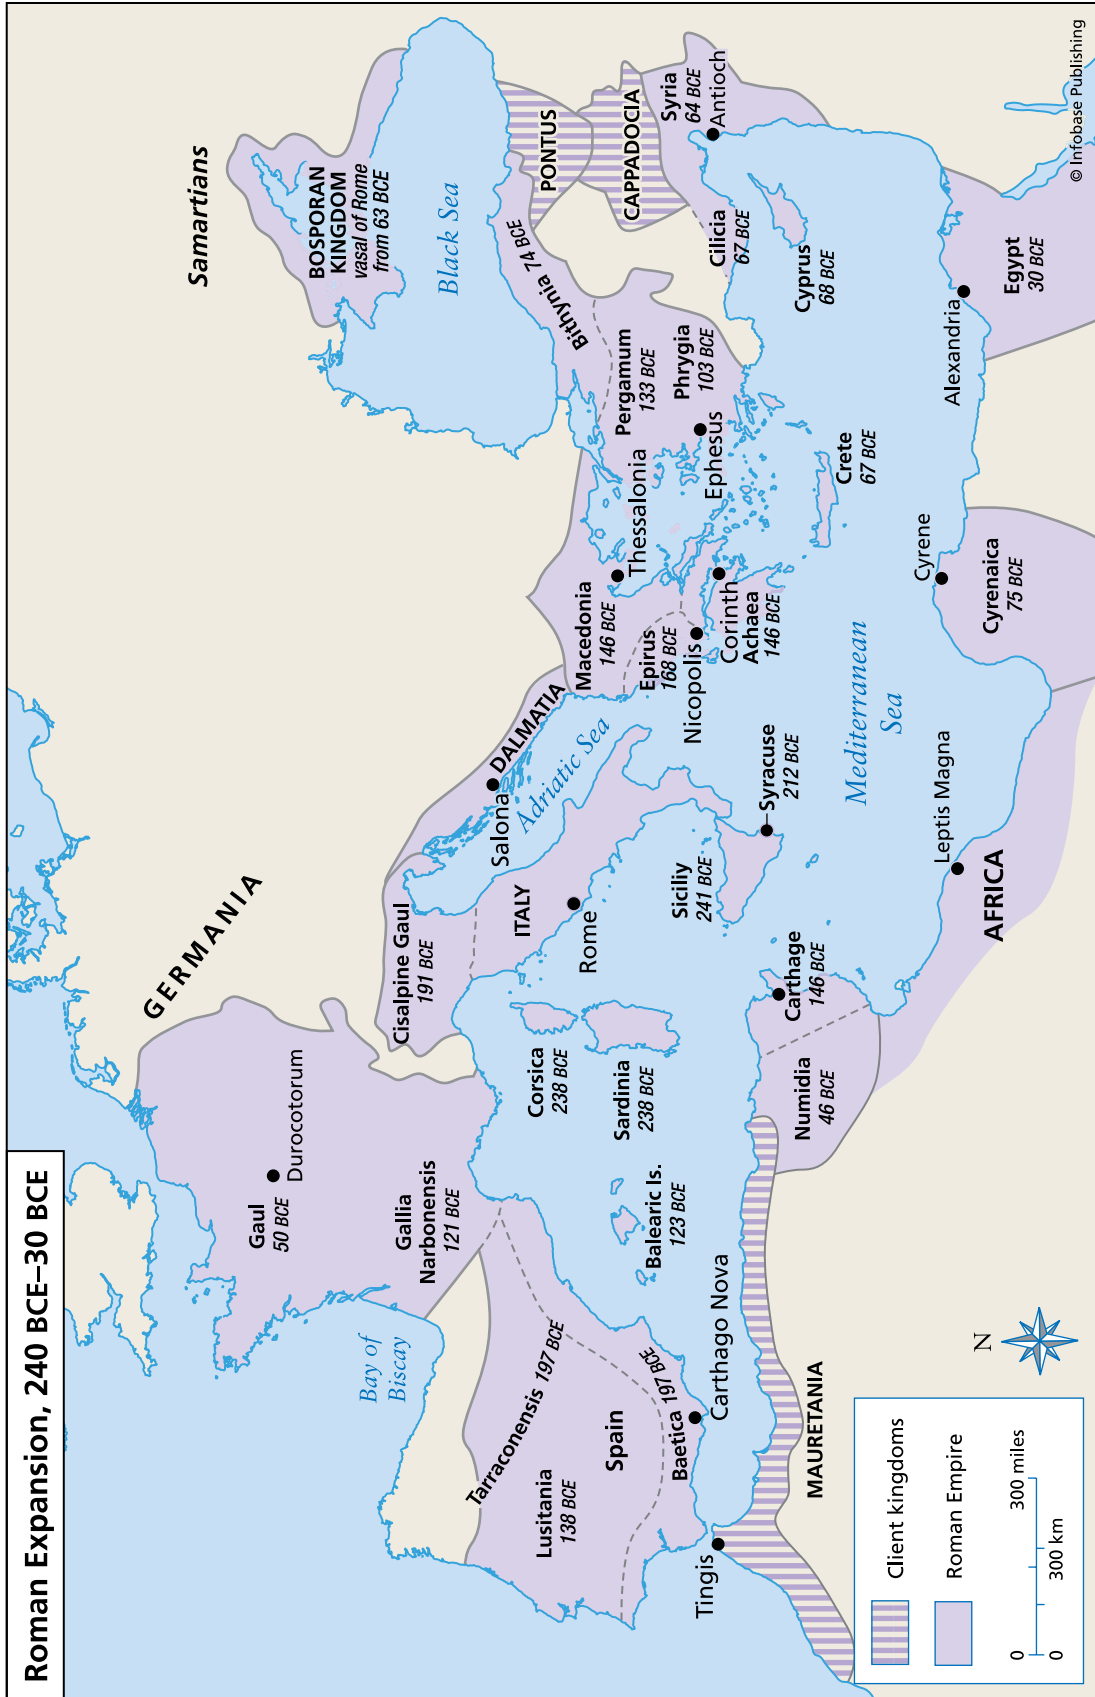 Roman Expansion, 240 BCE–30 BCE
Samartians
GERMANIA
BOSPORAN
KINGDOM
vasal of Rome
from 63 BCE
Black Sea
Durocotorum
Gaul
50 BCE
Gallia
Narbonensis
121 BCE
Bay of
Biscay
Cisalpine Gaul
191 BCE
DALMATIA
Salona
Adriatic Sea
ITALY
Rome
Corsica
238 BCE
Sardinia
238 BCE
Balearic Is.
123 BCE
Tarraconensis 197 BCE
Lusitania
138 BCE
Spain
Baetica 197 BCE
Carthago Nova
Tingis
MAURETANIA
Numidia
46 BCE
Carthage
146 BCE
Siciliy
241 BCE
Syracuse
212 BCE
Mediterranean
Sea
Leptis Magna
AFRICA
Macedonia
146 BCE
Thessalonia
Epirus
168 BCE
Nicopolis
Corinth
Achaea
146 BCE
Bithynia 74 BCE
Pergamum
133 BCE
Phrygia
103 BCE
Ephesus
Crete
67 BCE
PONTUS
CAPPADOCIA
Syria
64 BCE
Antioch
Cilicia
67 BCE
Cyprus
68 BCE
Cyrene
Cyrenaica
75 BCE
Alexandria
Egypt
30 BCE
N
Client kingdoms
Roman Empire
0 300 miles
0 300 km
© Infobase Publishing